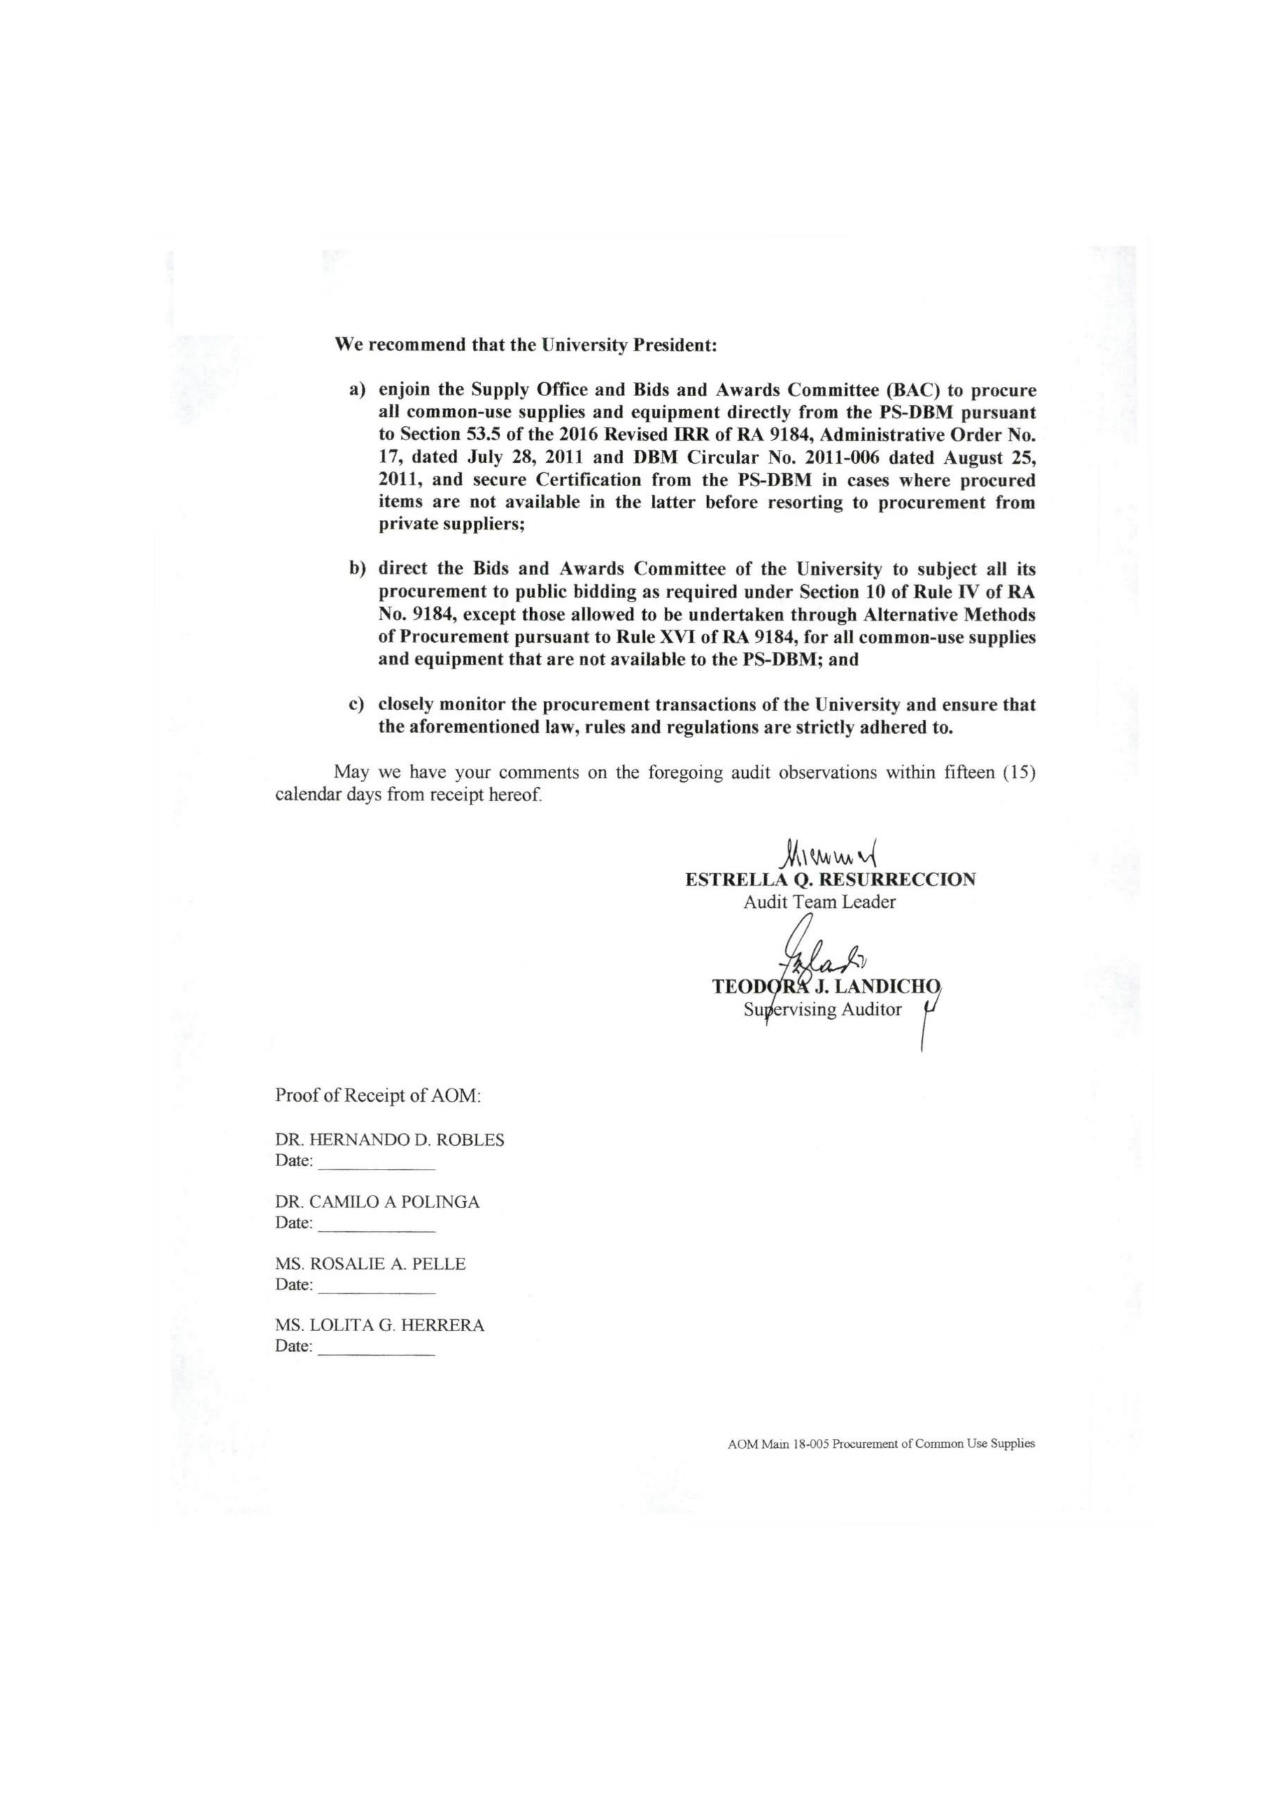 We recommend that the University President:
a) enjoin the Supply Office and Bids and Awards Committee (BAC) to procure
all common-use supplies and equipment directly from the PS-DBM pursuant
to Section 53.5 of the 2016 Revised IRR of RA 9184, Administrative Order No.
17, dated July 28, 2011 and DBM Circular No. 2011-006 dated August 25,
2011, and secure Certification from the PS-DBM in cases where procured
items are not available in the latter before resorting to procurement from
private suppliers;
b) direct the Bids and Awards Committee of the University to subject all its
procurement to public bidding as required under Section 10 of Rule IV of RA
No. 9184, except those allowed to be undertaken through Alternative Methods
of Procurement pursuant to Rule XVI of RA 9184, for all common-use supplies
and equipment that are not available to the PS-DBM; and
c) closely monitor the procurement transactions of the University and ensure that
the aforementioned law, rules and regulations are strictly adhered to.
May we have your comments on the foregoing audit observations within fifteen (15)
calendar days from receipt hereof.
ESTRELLA Q. RESURRECCION
Audit Team Leader
TEODORA J. LANDICHO
Supervising Auditor
Proof of Receipt of AOM:
DR. HERNANDO D. ROBLES
Date: ____________
DR. CAMILO A POLINGA
Date: ____________
MS. ROSALIE A. PELLE
Date: ____________
MS. LOLITA G. HERRERA
Date: ____________
AOM Main 18-005 Procurement of Common Use Supplies